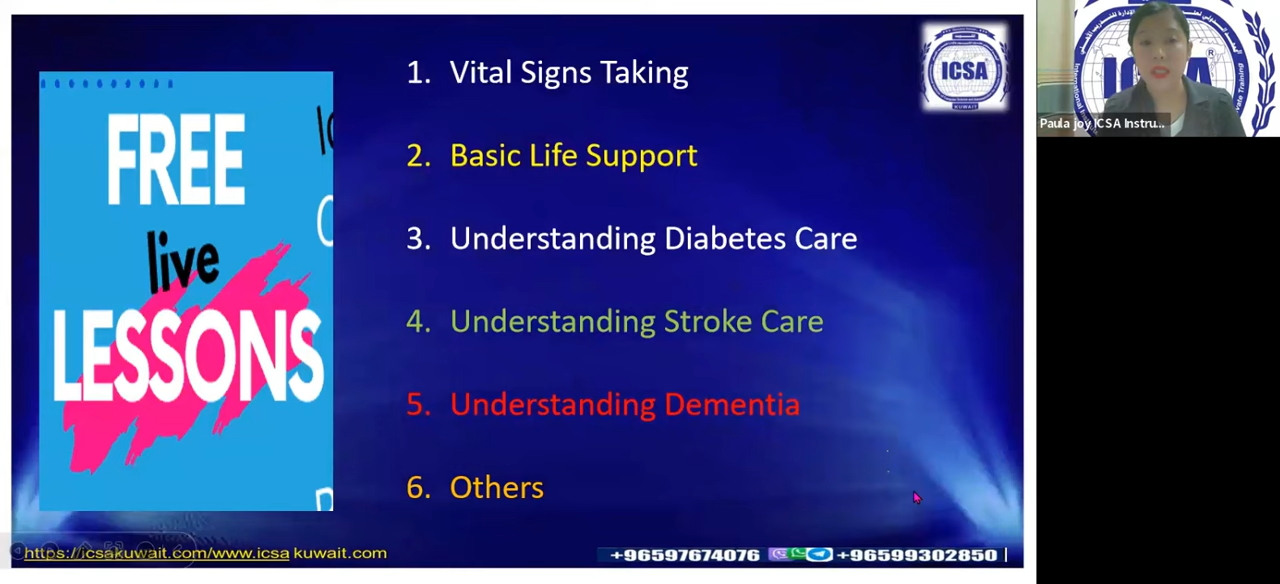 FREE
live
LESSONS
1. Vital Signs Taking
2. Basic Life Support
3. Understanding Diabetes Care
4. Understanding Stroke Care
5. Understanding Dementia
6. Others
ICSA
KUWAIT
https://icsakuwait.com/www.icsa kuwait.com
+96597674076 +96599302850
Paula joy ICSA Instru...